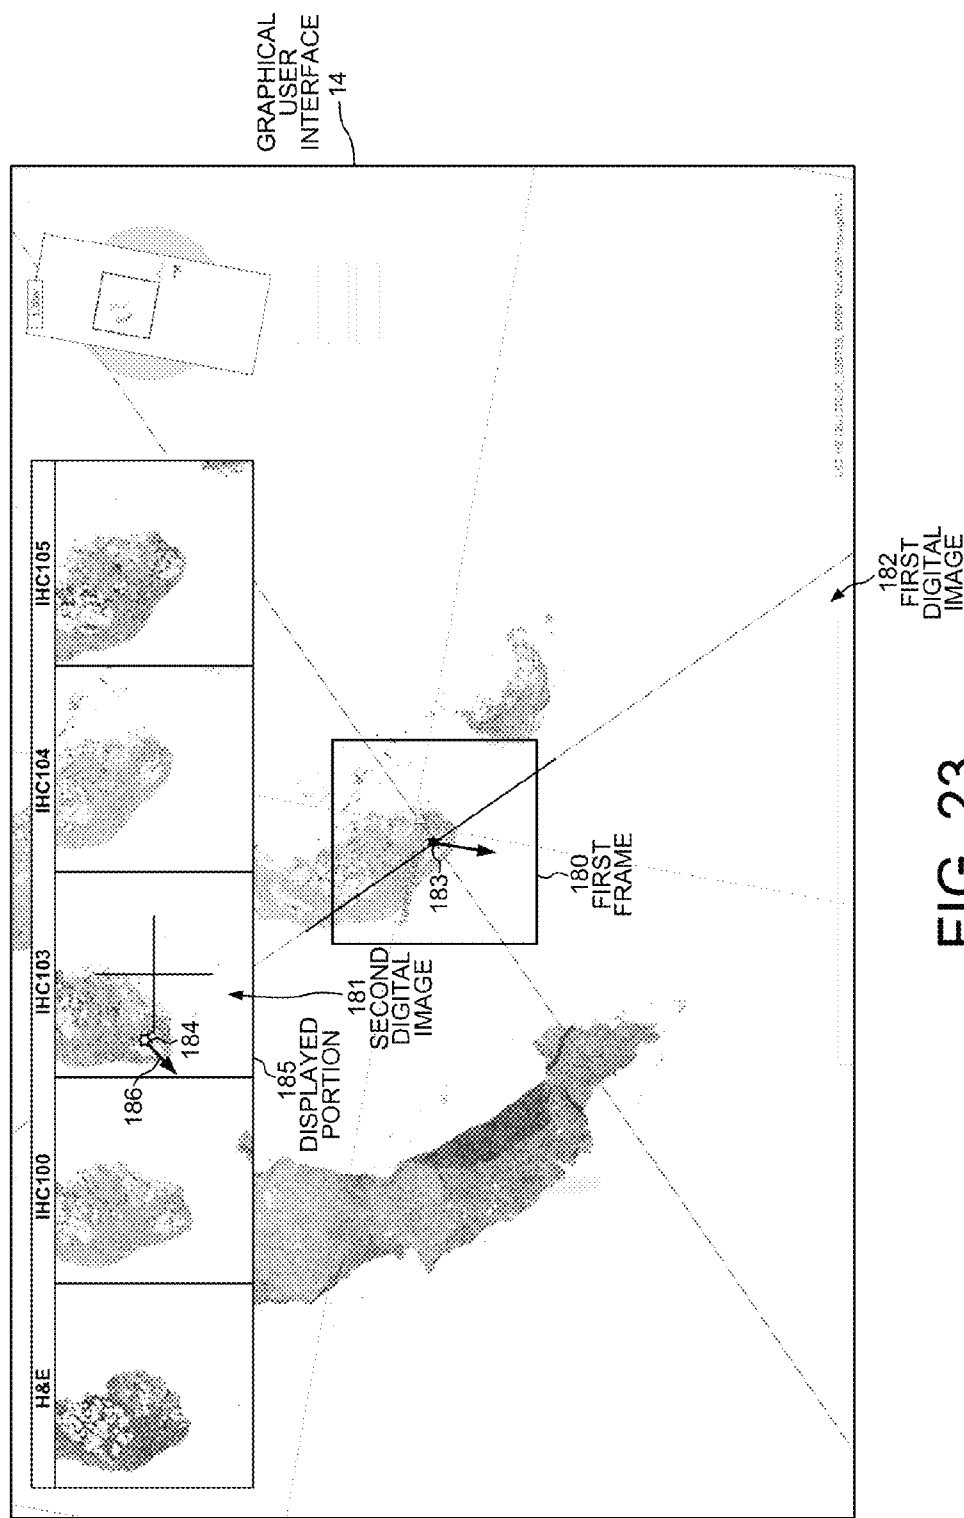 GRAPHICAL
USER
INTERFACE
14
H&E
IHC100
IHC103
IHC104
IHC105
186
184
185
DISPLAYED
PORTION
181
SECOND
DIGITAL
IMAGE
183
180
FIRST
FRAME
182
FIRST
DIGITAL
IMAGE
FIG. 23